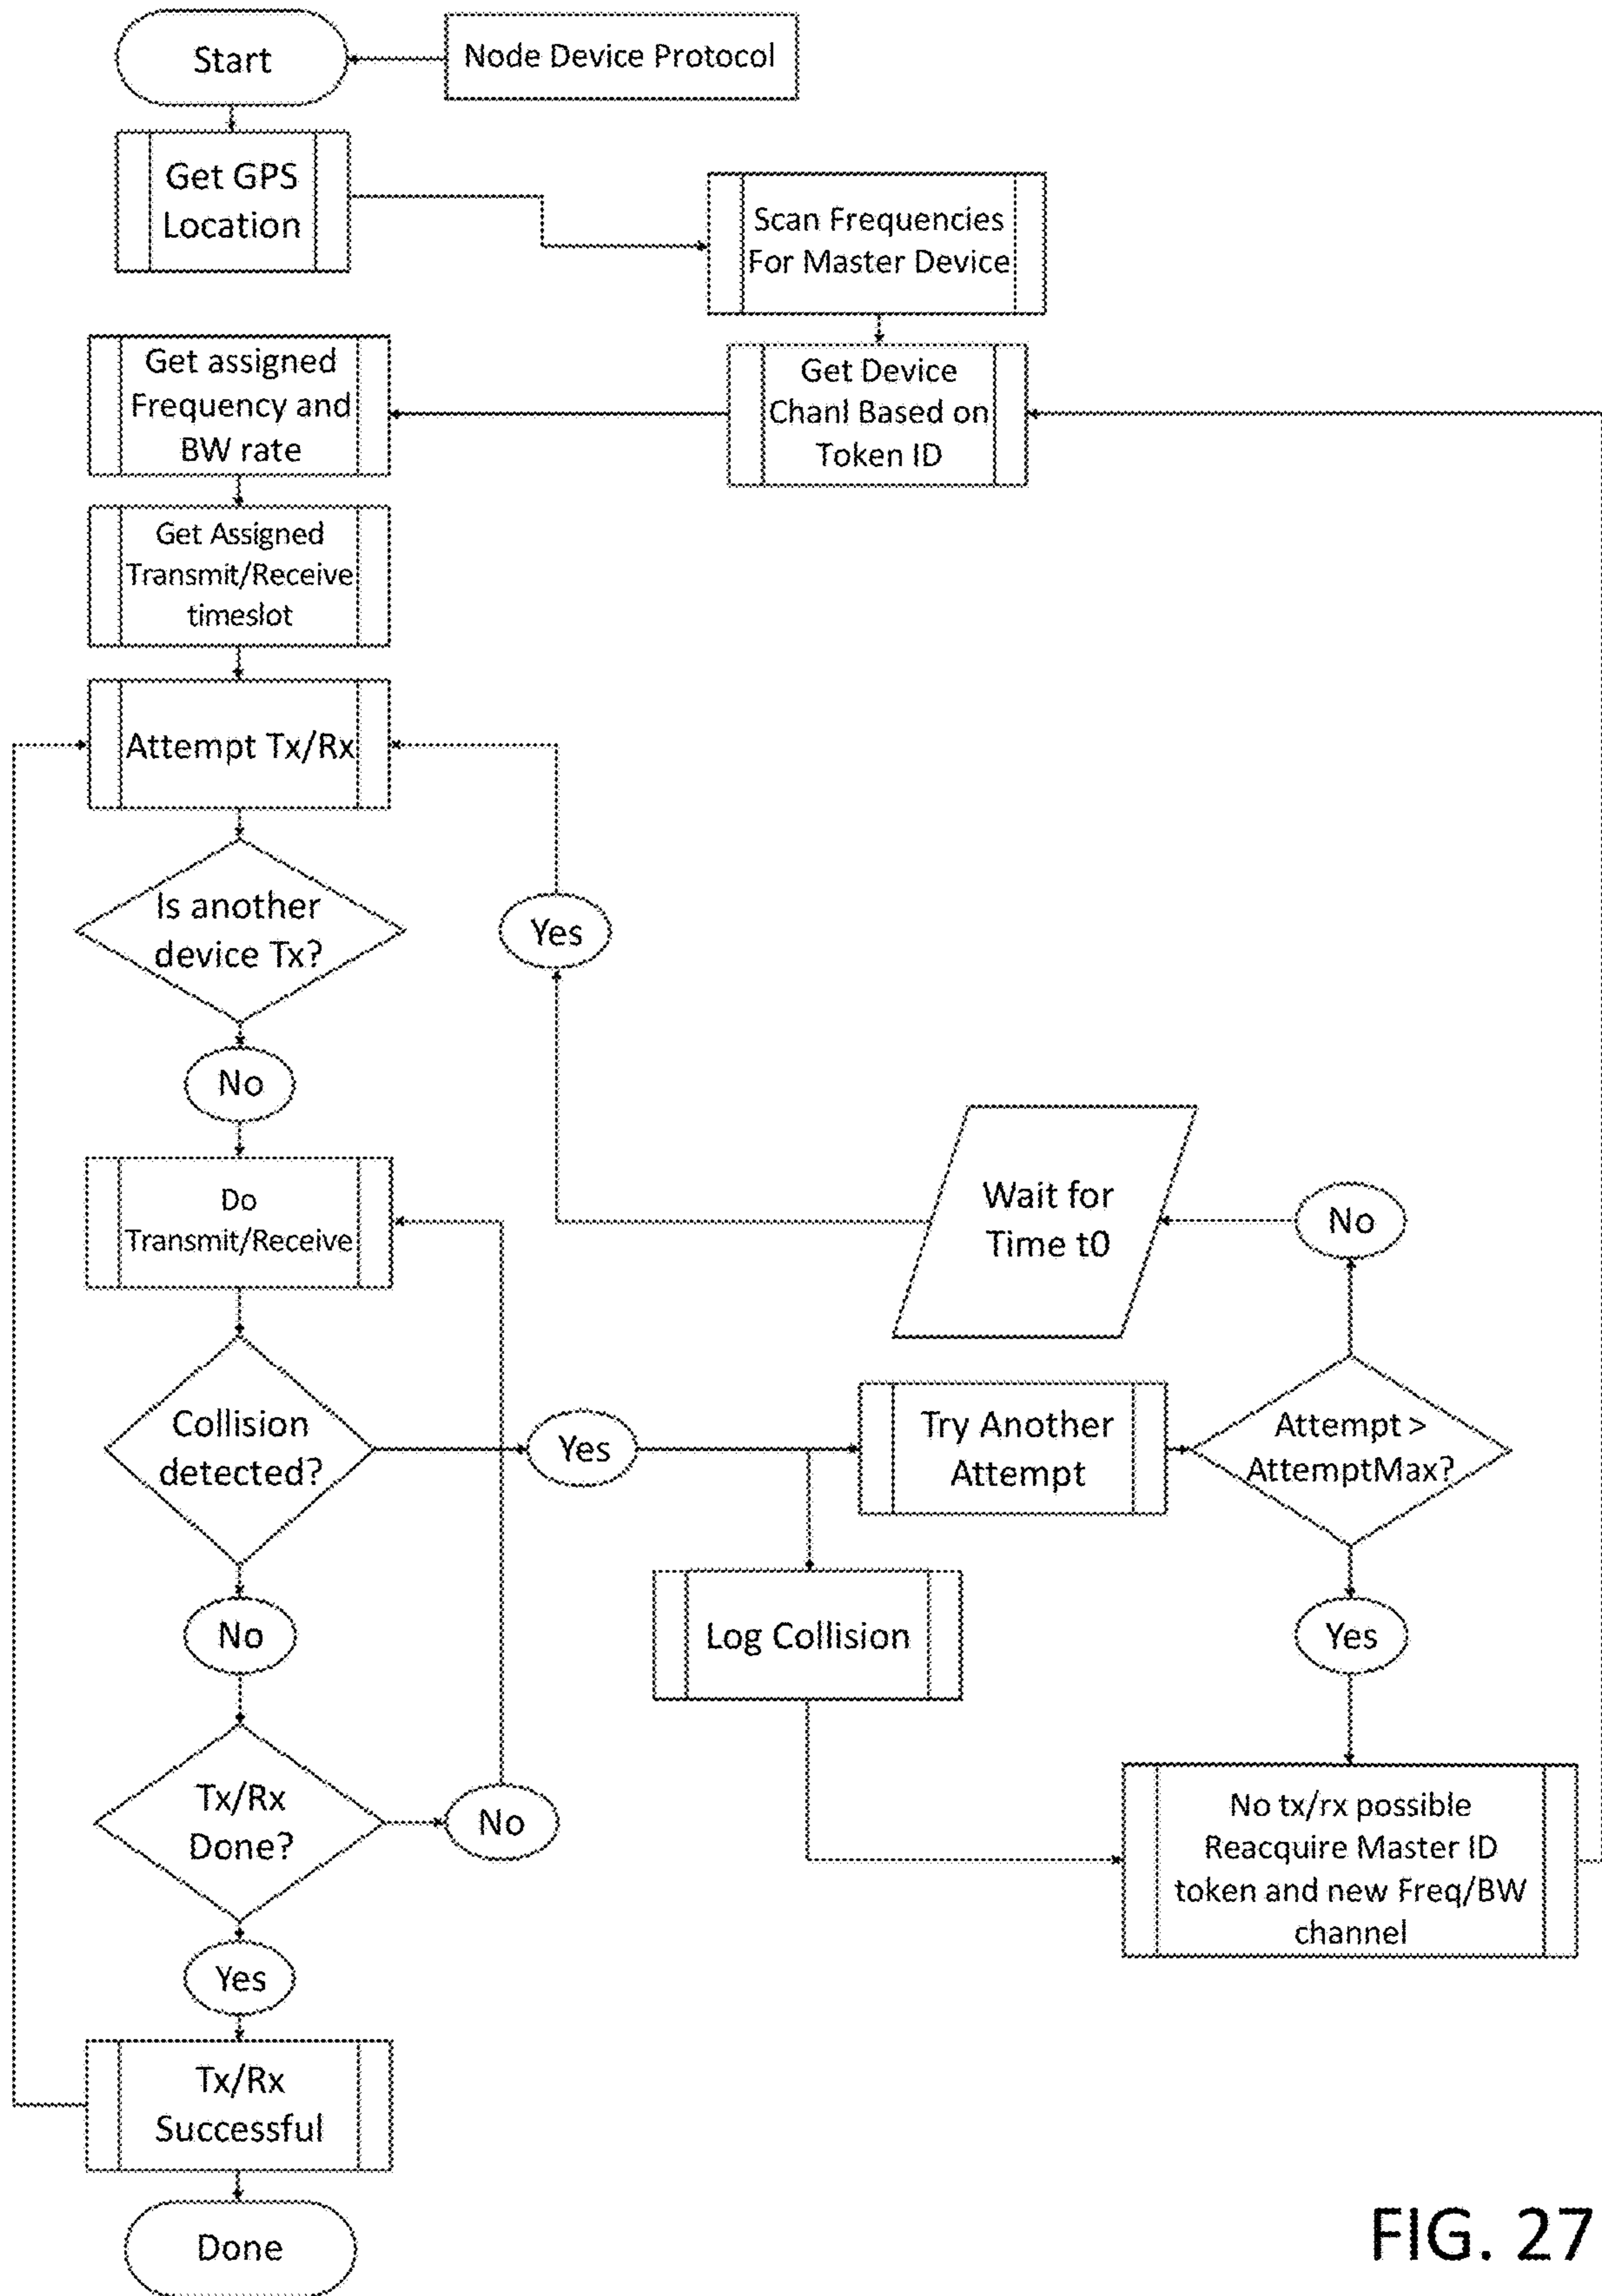 Start
Node Device Protocol
Get GPS
Location
Scan Frequencies
For Master Device
Get Device
Chanl Based on
Token ID
Get assigned
Frequency and
BW rate
Get Assigned
Transmit/Receive
timeslot
Attempt Tx/Rx
Is another
device Tx?
Yes
No
Do
Transmit/Receive
Wait for
Time t0
No
Collision
detected?
Yes
Try Another
Attempt
Attempt >
AttemptMax?
No
Log Collision
Yes
Tx/Rx
Done?
No
No tx/rx possible
Reacquire Master ID
token and new Freq/BW
channel
Yes
Tx/Rx
Successful
Done
FIG. 27